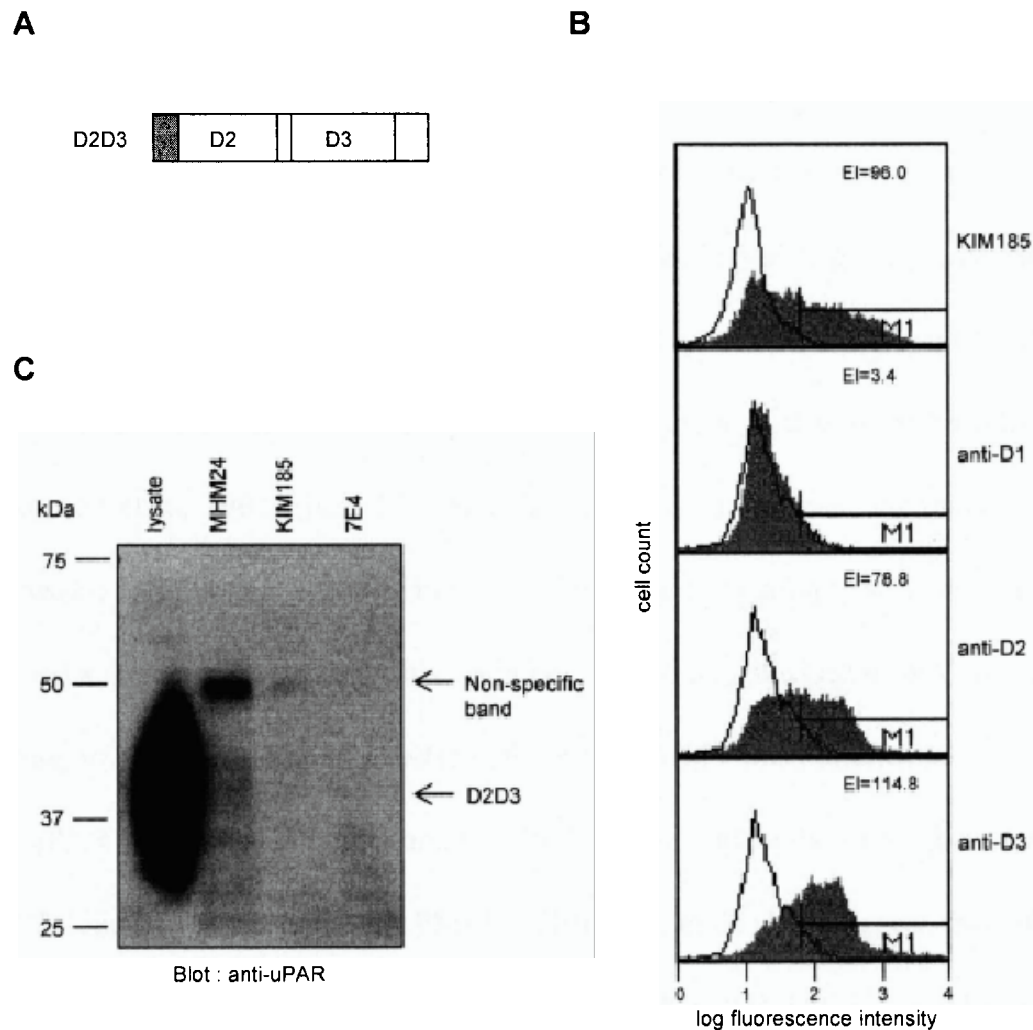 A
D2D3
D2
D3
B
EI=96.0
KIM185
M1
EI=3.4
anti-D1
M1
EI=78.8
anti-D2
M1
EI=114.8
anti-D3
M1
cell count
0 1 2 3 4
log fluorescence intensity
C
kDa
lysate
MHM24
KIM185
7E4
75
50
37
25
Non-specific
band
D2D3
Blot : anti-uPAR